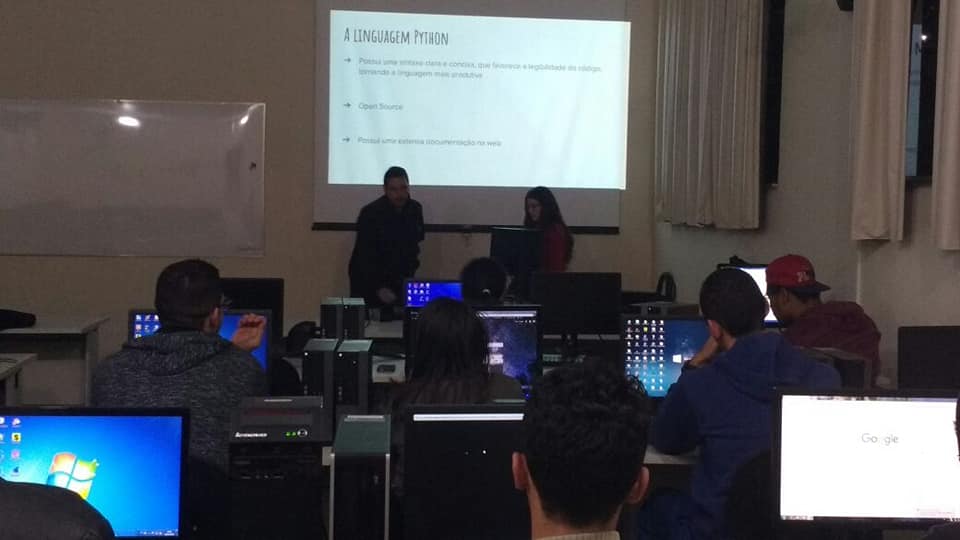 A LINGUAGEM PYTHON
➔ Possui uma sintaxe clara e concisa, que favorece a legibilidade do código,
tornando a linguagem mais produtiva
➔ Open Source
➔ Possui uma extensa documentação na web
Google